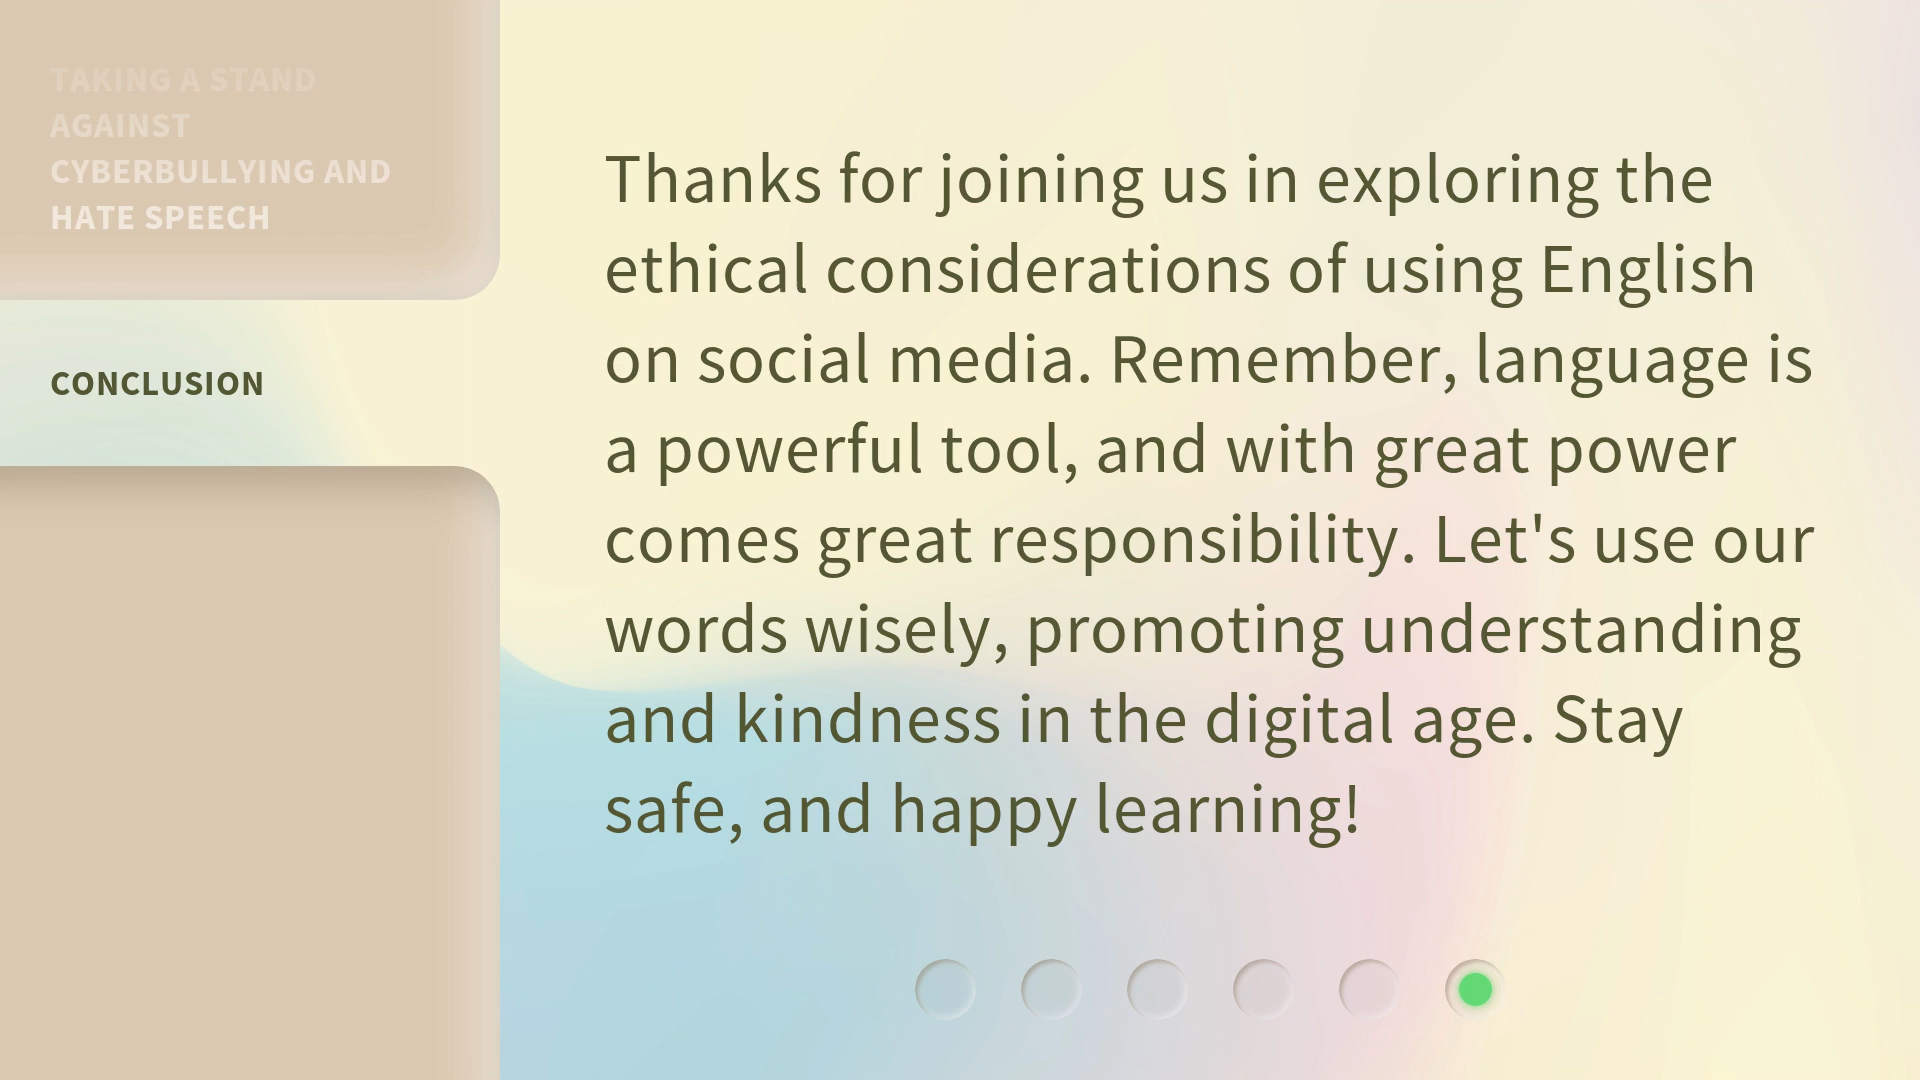 TAKING A STAND
AGAINST
CYBERBULLYING AND
HATE SPEECH
CONCLUSION
Thanks for joining us in exploring the
ethical considerations of using English
on social media. Remember, language is
a powerful tool, and with great power
comes great responsibility. Let's use our
words wisely, promoting understanding
and kindness in the digital age. Stay
safe, and happy learning!